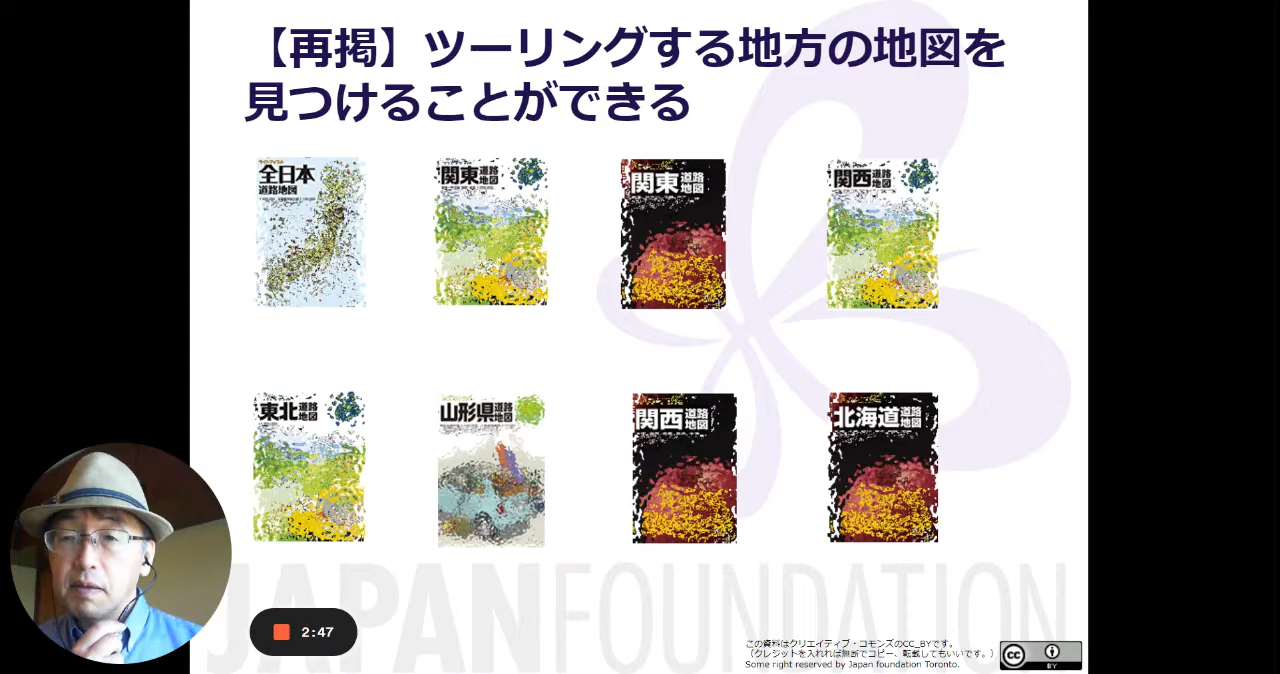 【再掲】ツーリングする地方の地図を
見つけることができる
全日本
道路地図
関東道路地図
関東道路地図
関西道路地図
東北道路地図
山形県道路地図
関西道路地図
北海道道路地図
JAPANFOUNDATION
2:47
この資料はクリエイティブ・コモンズのCC_BYです。
（クレジットを入れれば無断でコピー、転載してもいいです。）
Some right reserved by Japan foundation Toronto.
cc
BY